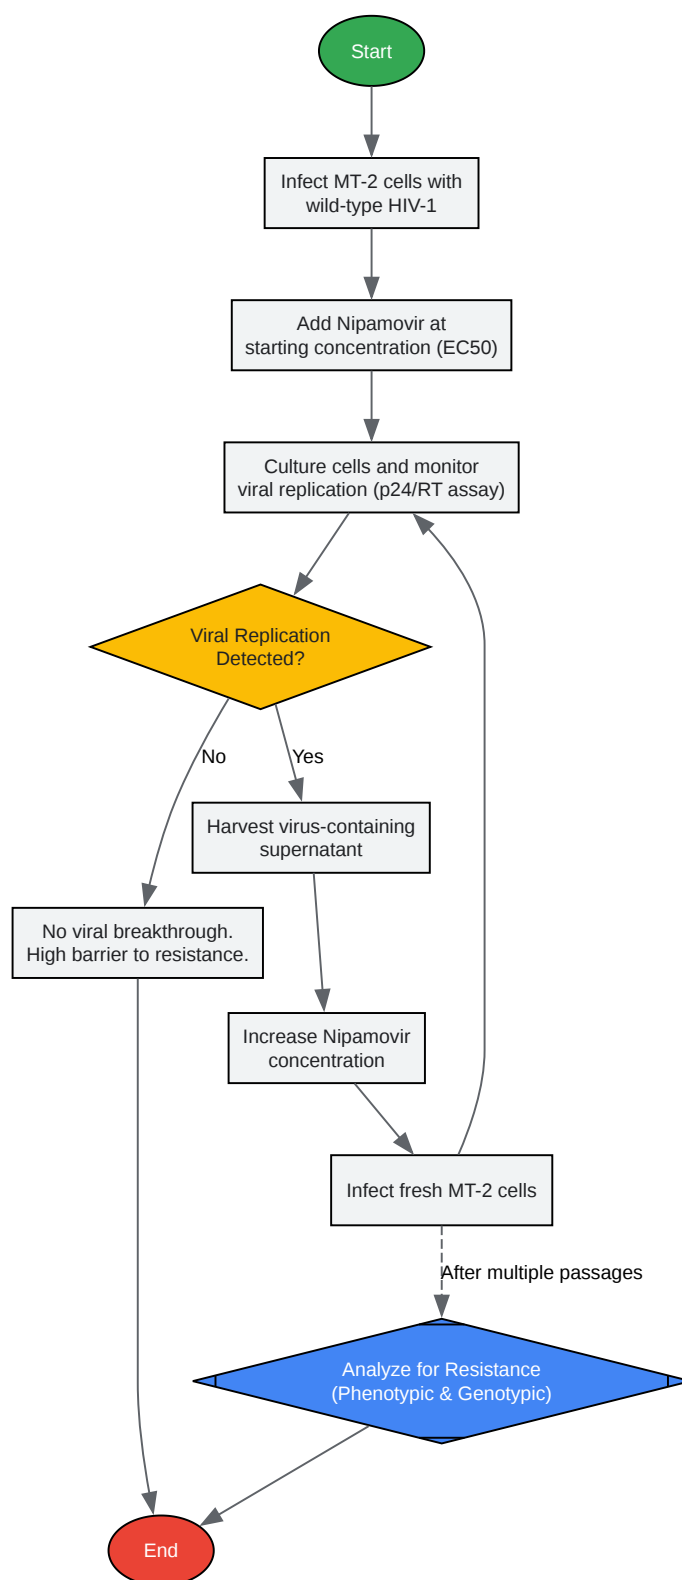 Start
Infect MT-2 cells with
wild-type HIV-1
Add Nipamovir at
starting concentration (EC50)
Culture cells and monitor
viral replication (p24/RT assay)
Viral Replication
Detected?
No
Yes
Harvest virus-containing
supernatant
No viral breakthrough.
High barrier to resistance.
Increase Nipamovir
concentration
Infect fresh MT-2 cells
After multiple passages
Analyze for Resistance
(Phenotypic & Genotypic)
End